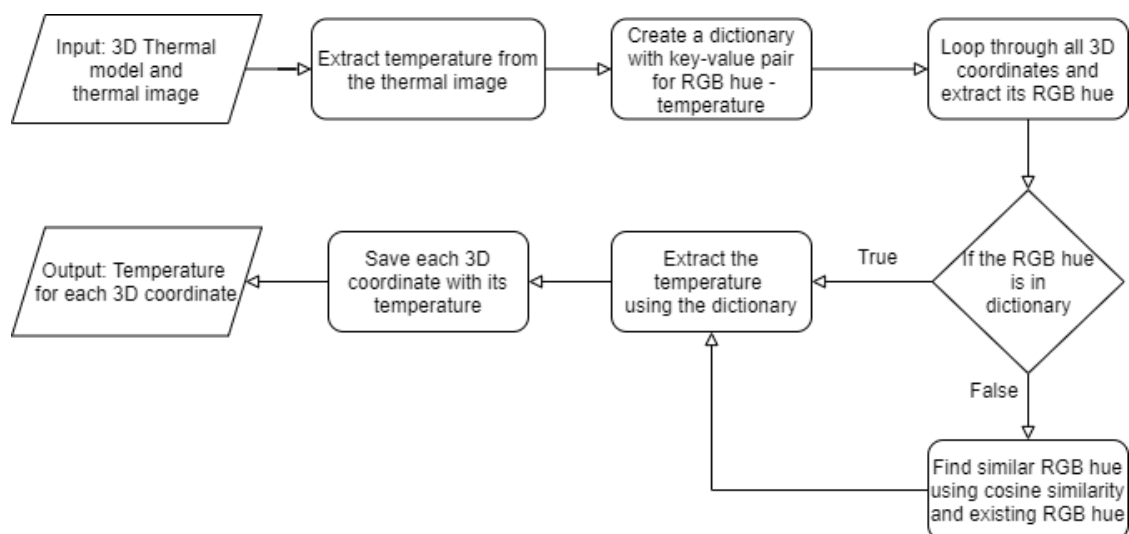 Input: 3D Thermal
model and
thermal image
Extract temperature from
the thermal image
Create a dictionary
with key-value pair
for RGB hue -
temperature
Loop through all 3D
coordinates and
extract its RGB hue
If the RGB hue
is in
dictionary
True
False
Find similar RGB hue
using cosine similarity
and existing RGB hue
Extract the
temperature
using the dictionary
Save each 3D
coordinate with its
temperature
Output: Temperature
for each 3D coordinate